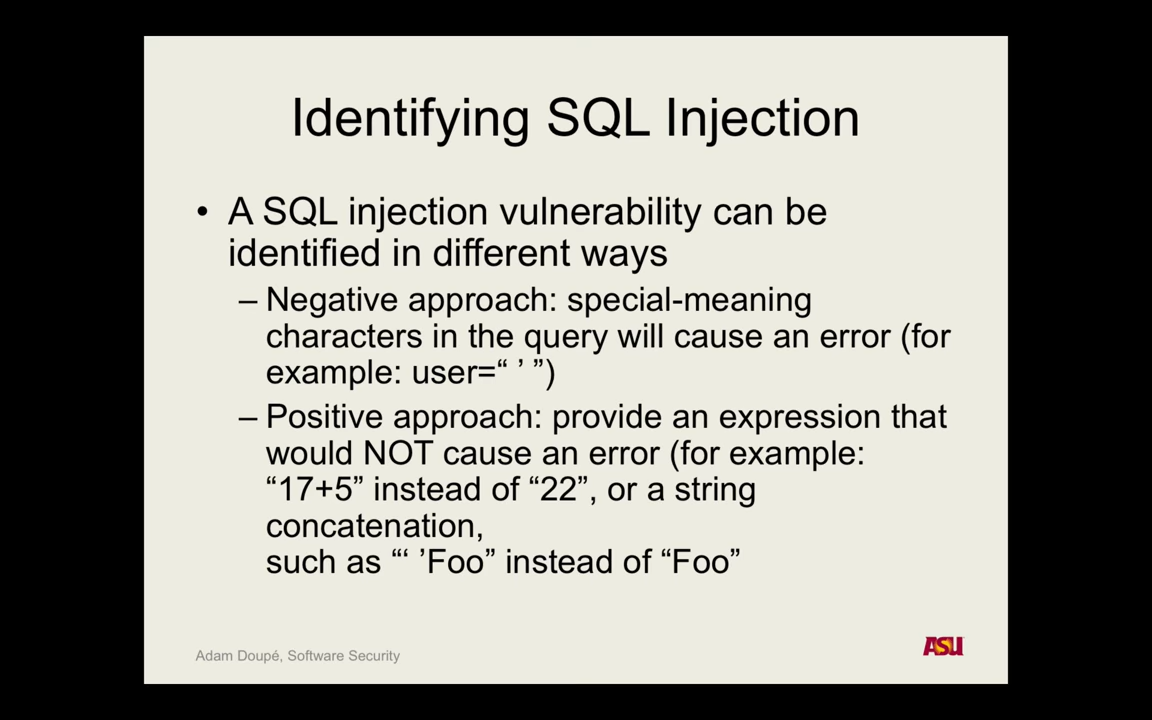 Identifying SQL Injection
• A SQL injection vulnerability can be
identified in different ways
– Negative approach: special-meaning
characters in the query will cause an error (for
example: user=“ ’ ”)
– Positive approach: provide an expression that
would NOT cause an error (for example:
“17+5” instead of “22”, or a string
concatenation,
such as “‘ ’Foo” instead of “Foo”
Adam Doupé, Software Security
ASU